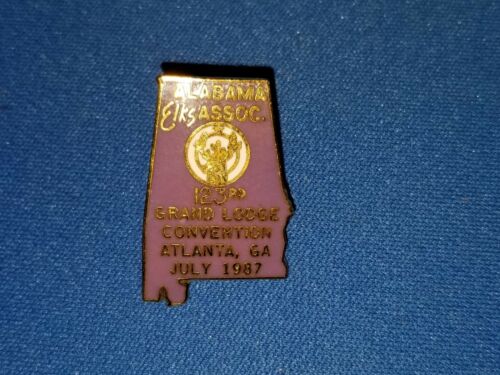 ALABAMA
Elks ASSOC.
123RD
GRAND LODGE
CONVENTION
ATLANTA, GA
JULY 1987